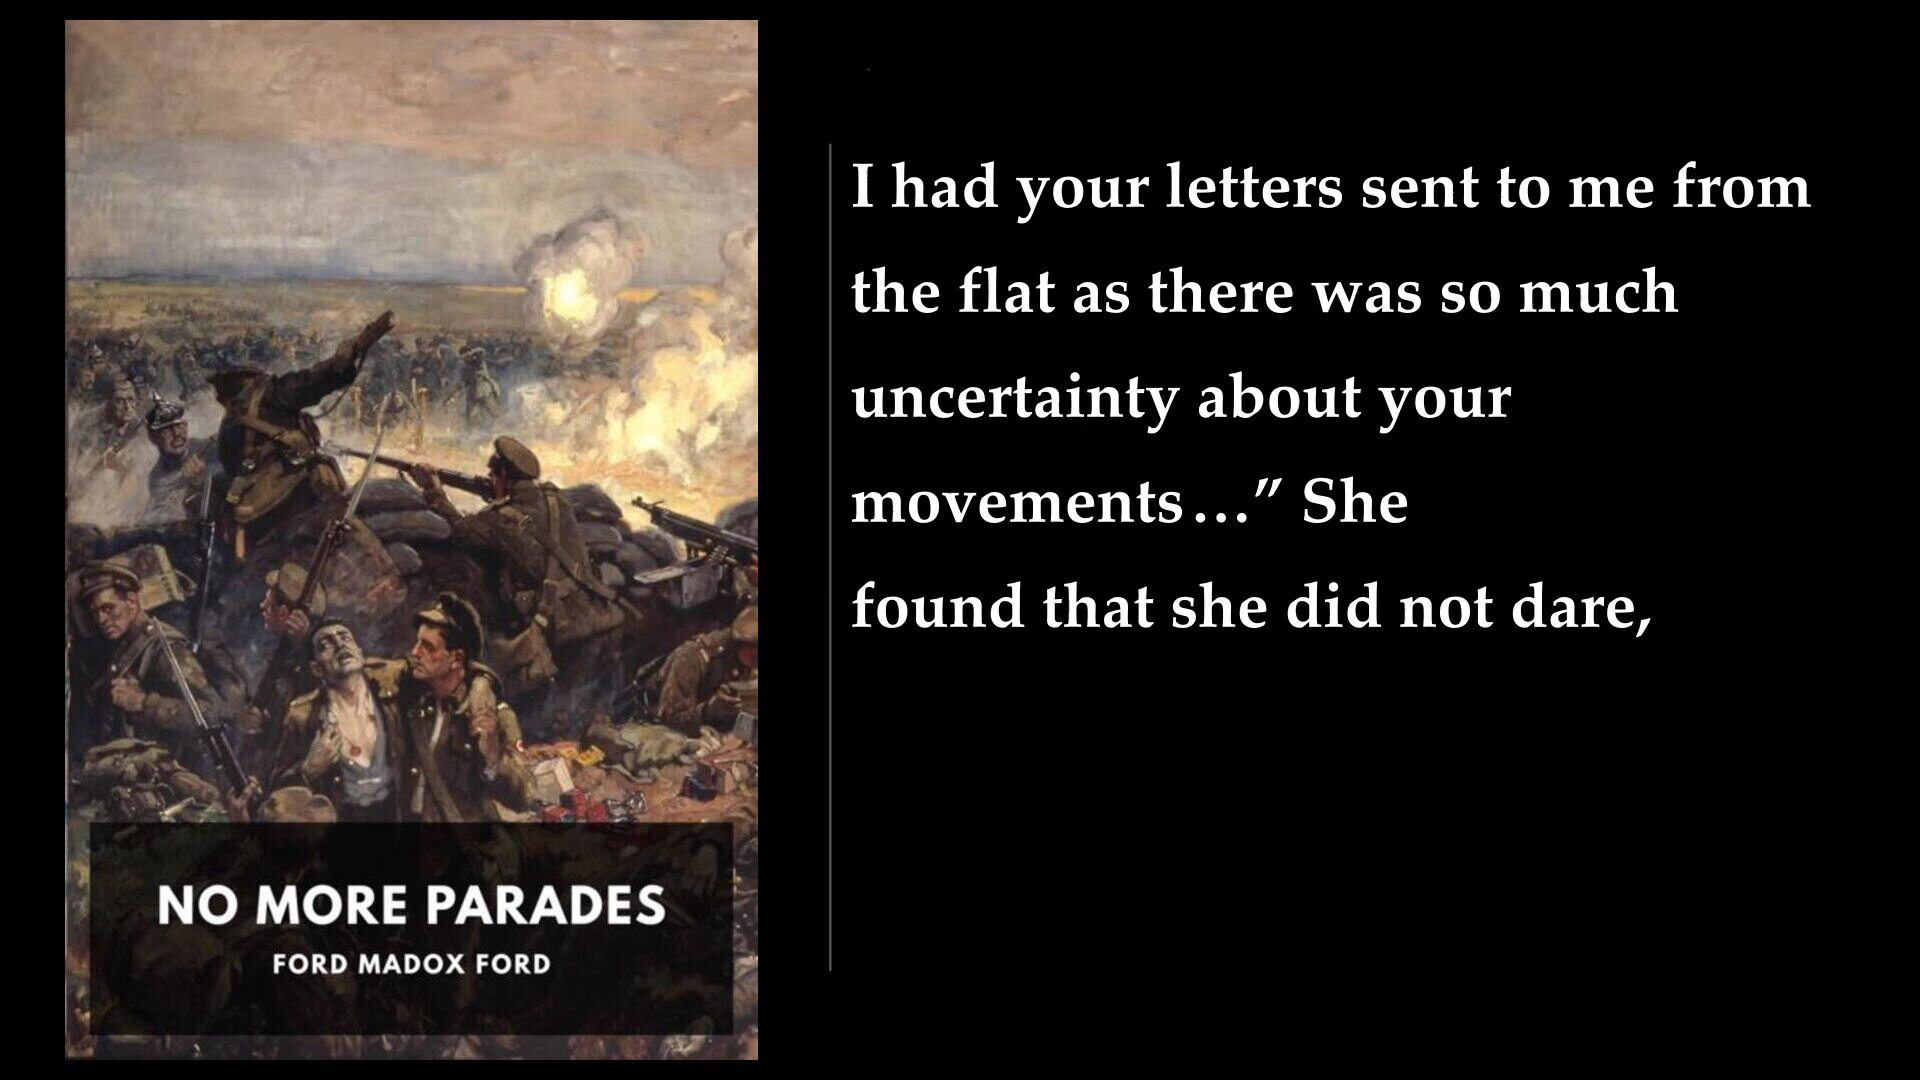 I had your letters sent to me from
the flat as there was so much
uncertainty about your
movements…” She
found that she did not dare,
NO MORE PARADES
FORD MADOX FORD